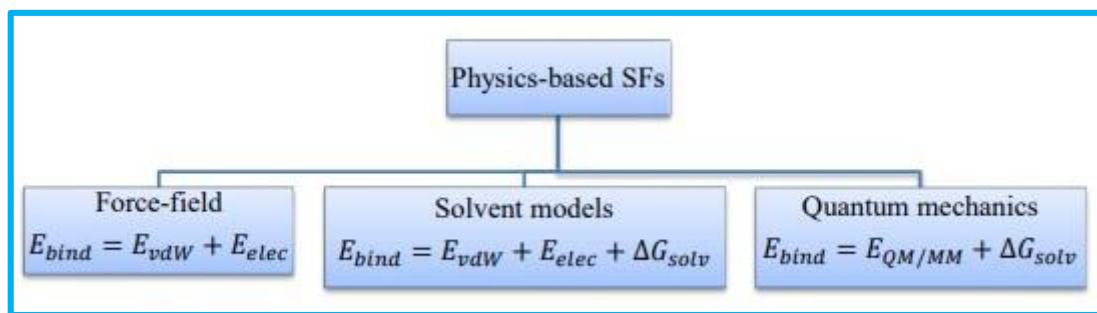 Physics-based SFs
Force-field
E_bind = E_vdW + E_elec
Solvent models
E_bind = E_vdW + E_elec + ΔG_solv
Quantum mechanics
E_bind = E_QM/MM + ΔG_solv